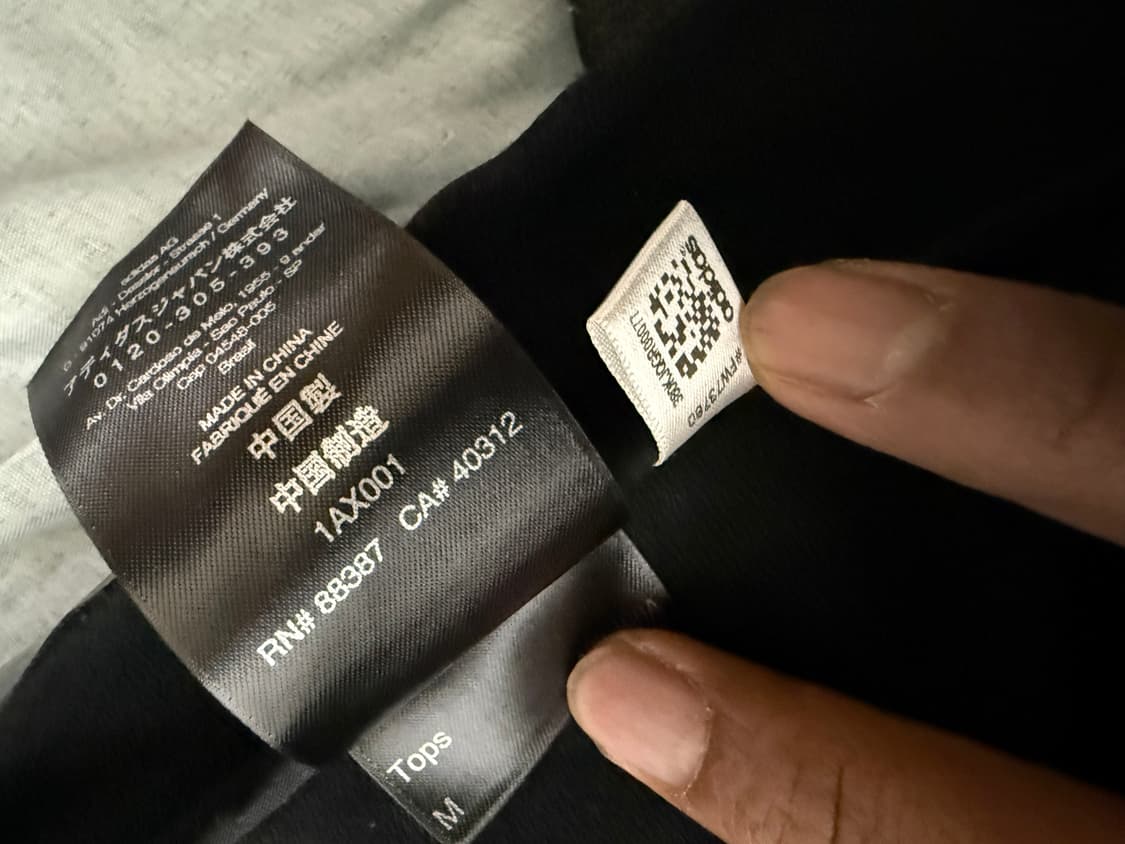 adidas AG
Adi - Dassler - Strasse 1
D - 91074 Herzogenaurach / Germany
アディダスジャパン株式会社
0120-305-393
Av. Dr. Cardoso de Melo, 1955 - 9 andar
Vila Olimpia - Sao Paulo - SP
Cep 04548-005
Brasil
MADE IN CHINA
FABRIQUÉ EN CHINE
中国製
中国制造
1AX001
RN# 88387 CA# 40312
Tops
M
adidas